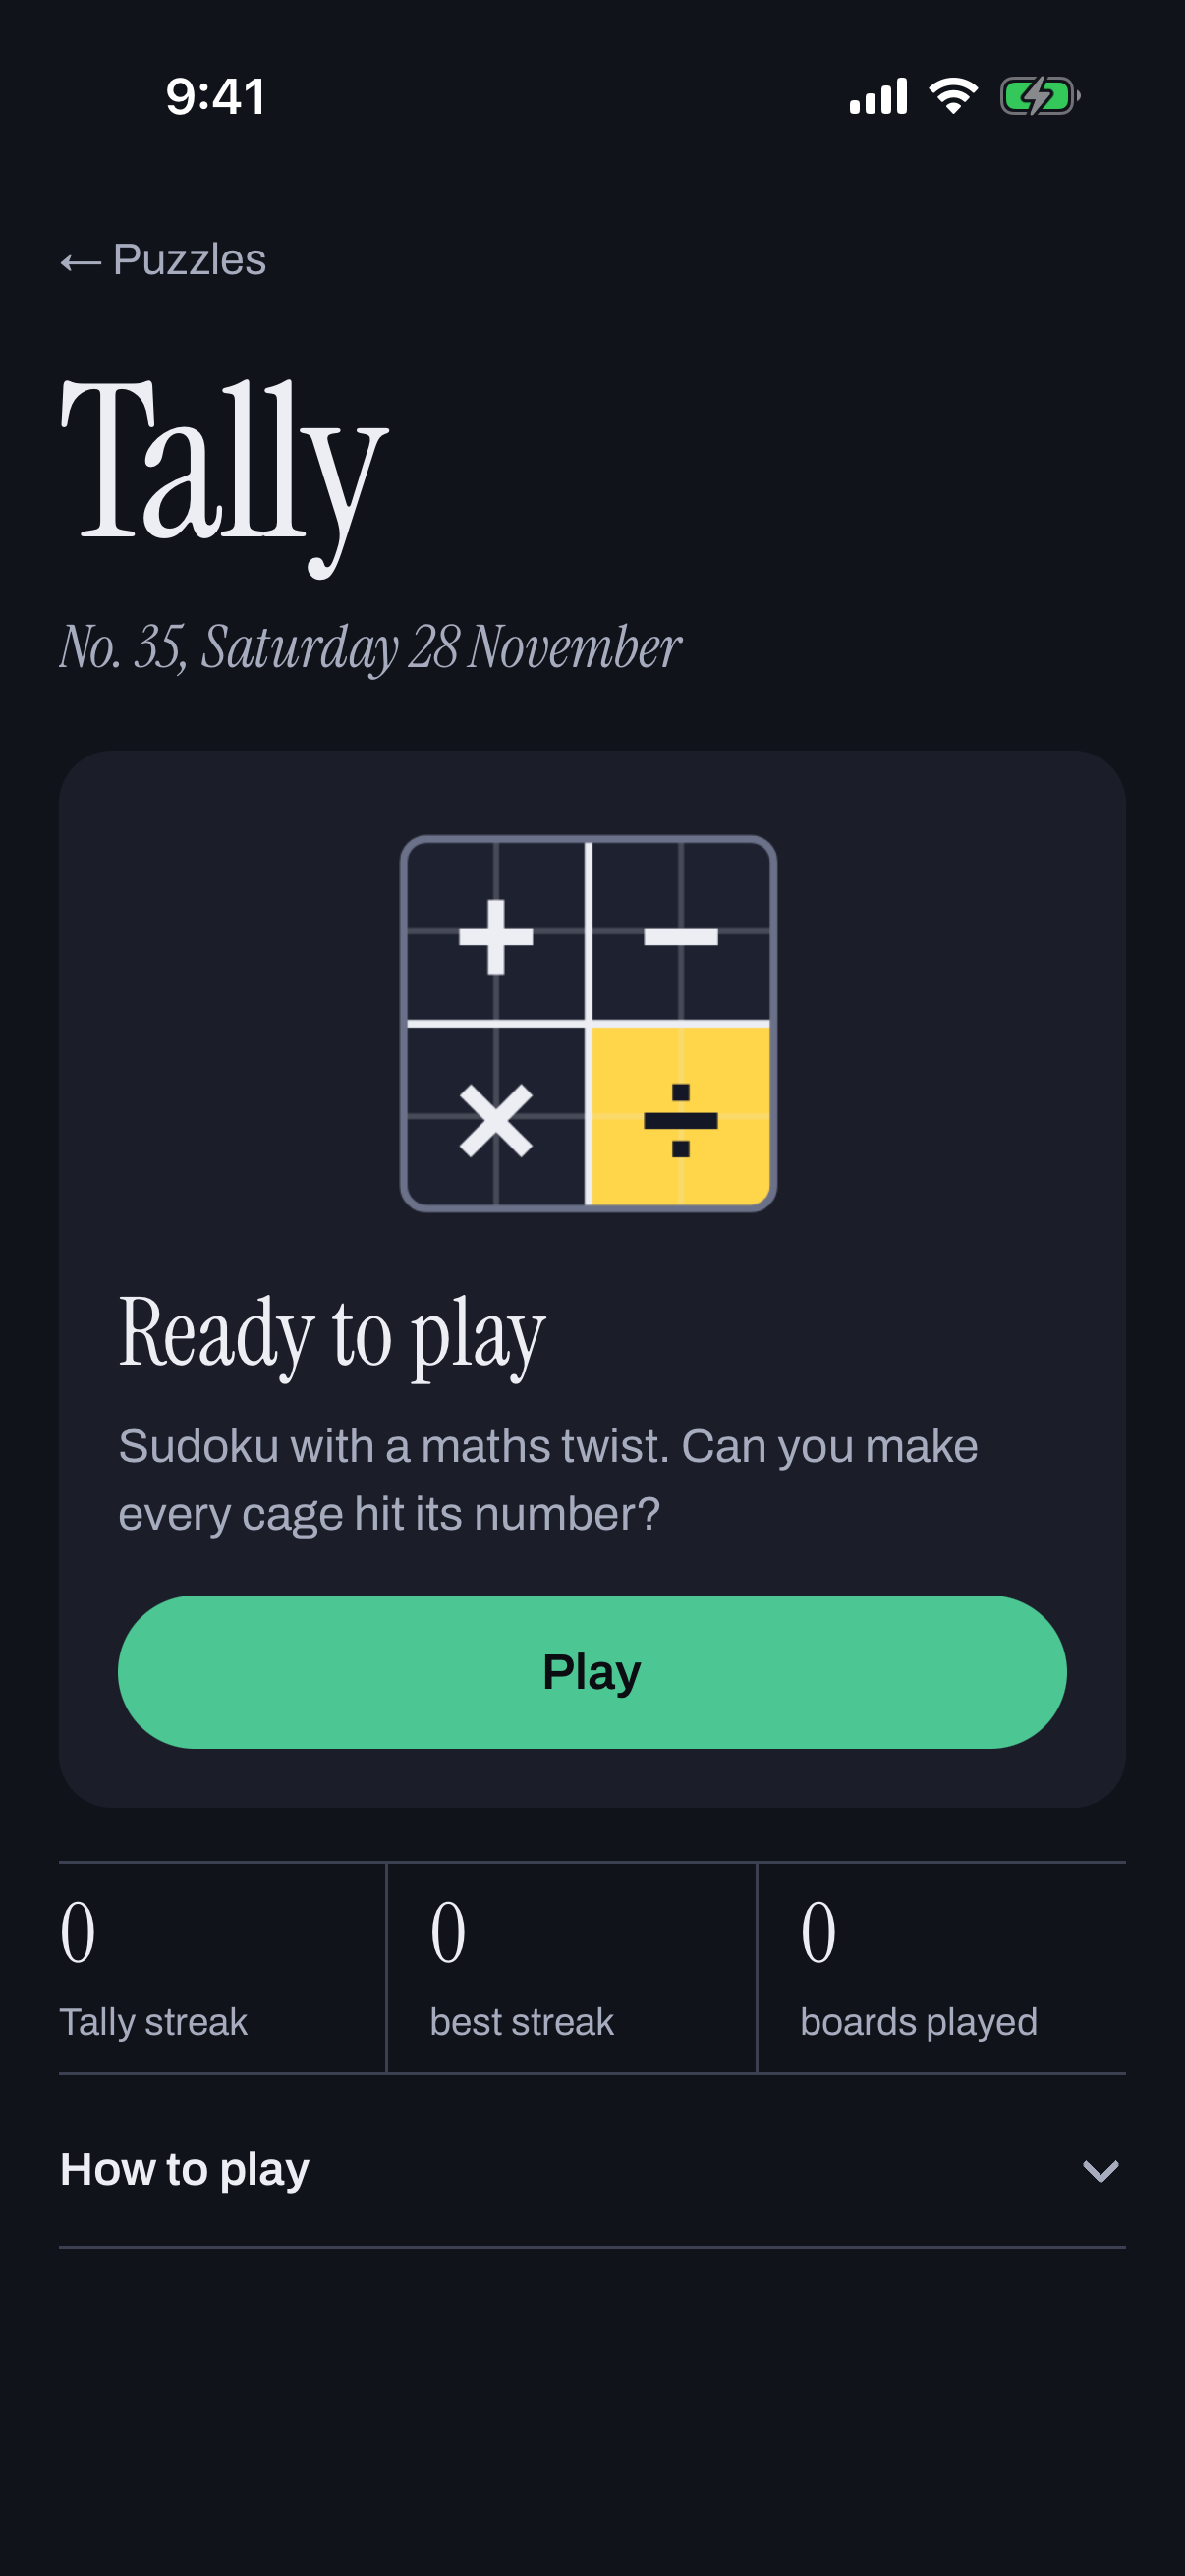 9:41
← Puzzles
Tally
No. 35, Saturday 28 November
+ −
× ÷
Ready to play
Sudoku with a maths twist. Can you make
every cage hit its number?
Play
0 0 0
Tally streak best streak boards played
How to play